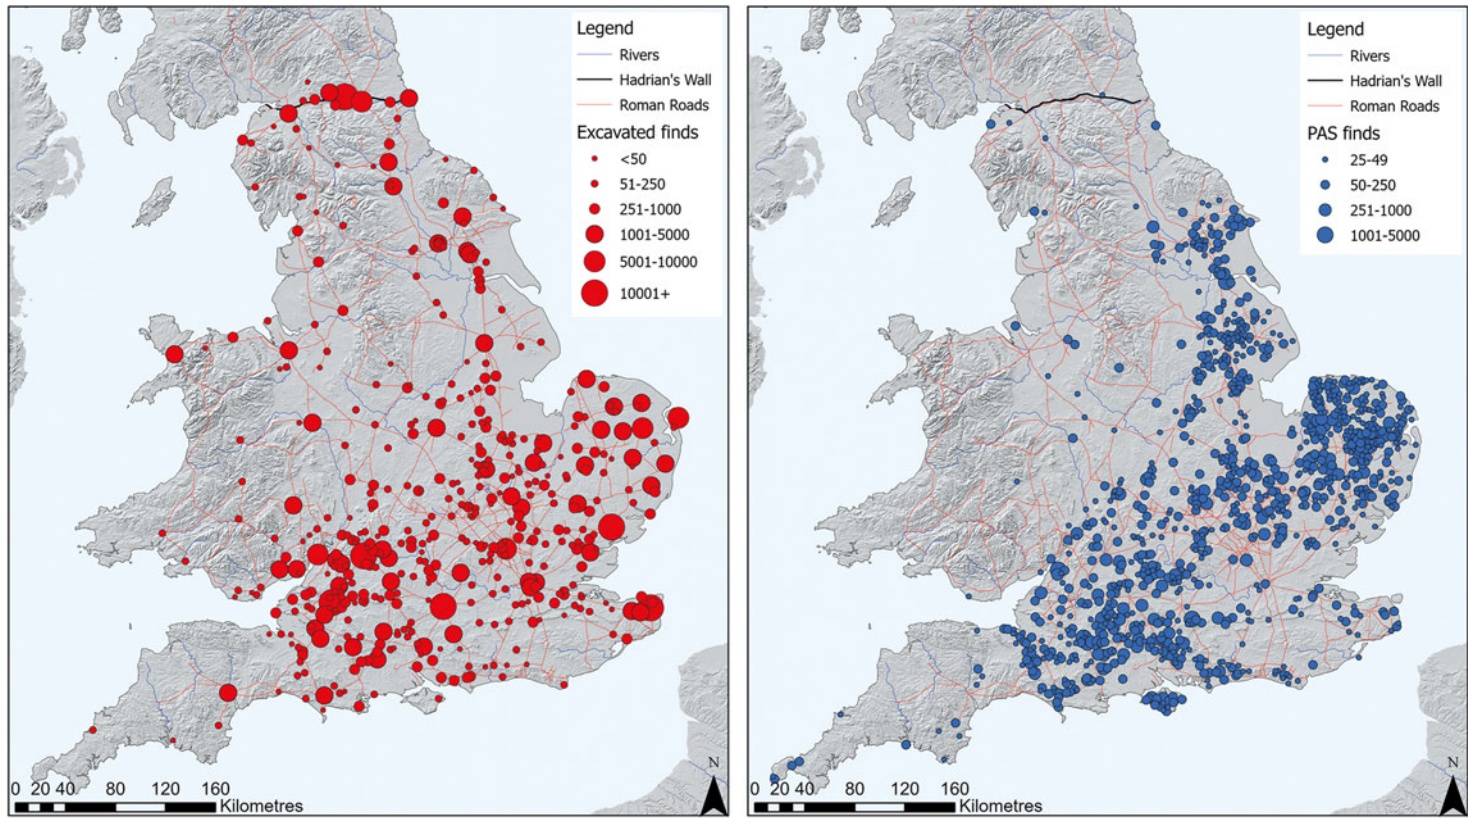 Legend
Rivers
Hadrian's Wall
Roman Roads
Excavated finds
<50
51-250
251-1000
1001-5000
5001-10000
10001+
N
0 20 40 80 120 160
Kilometres
Legend
Rivers
Hadrian's Wall
Roman Roads
PAS finds
25-49
50-250
251-1000
1001-5000
N
0 20 40 80 120 160
Kilometres